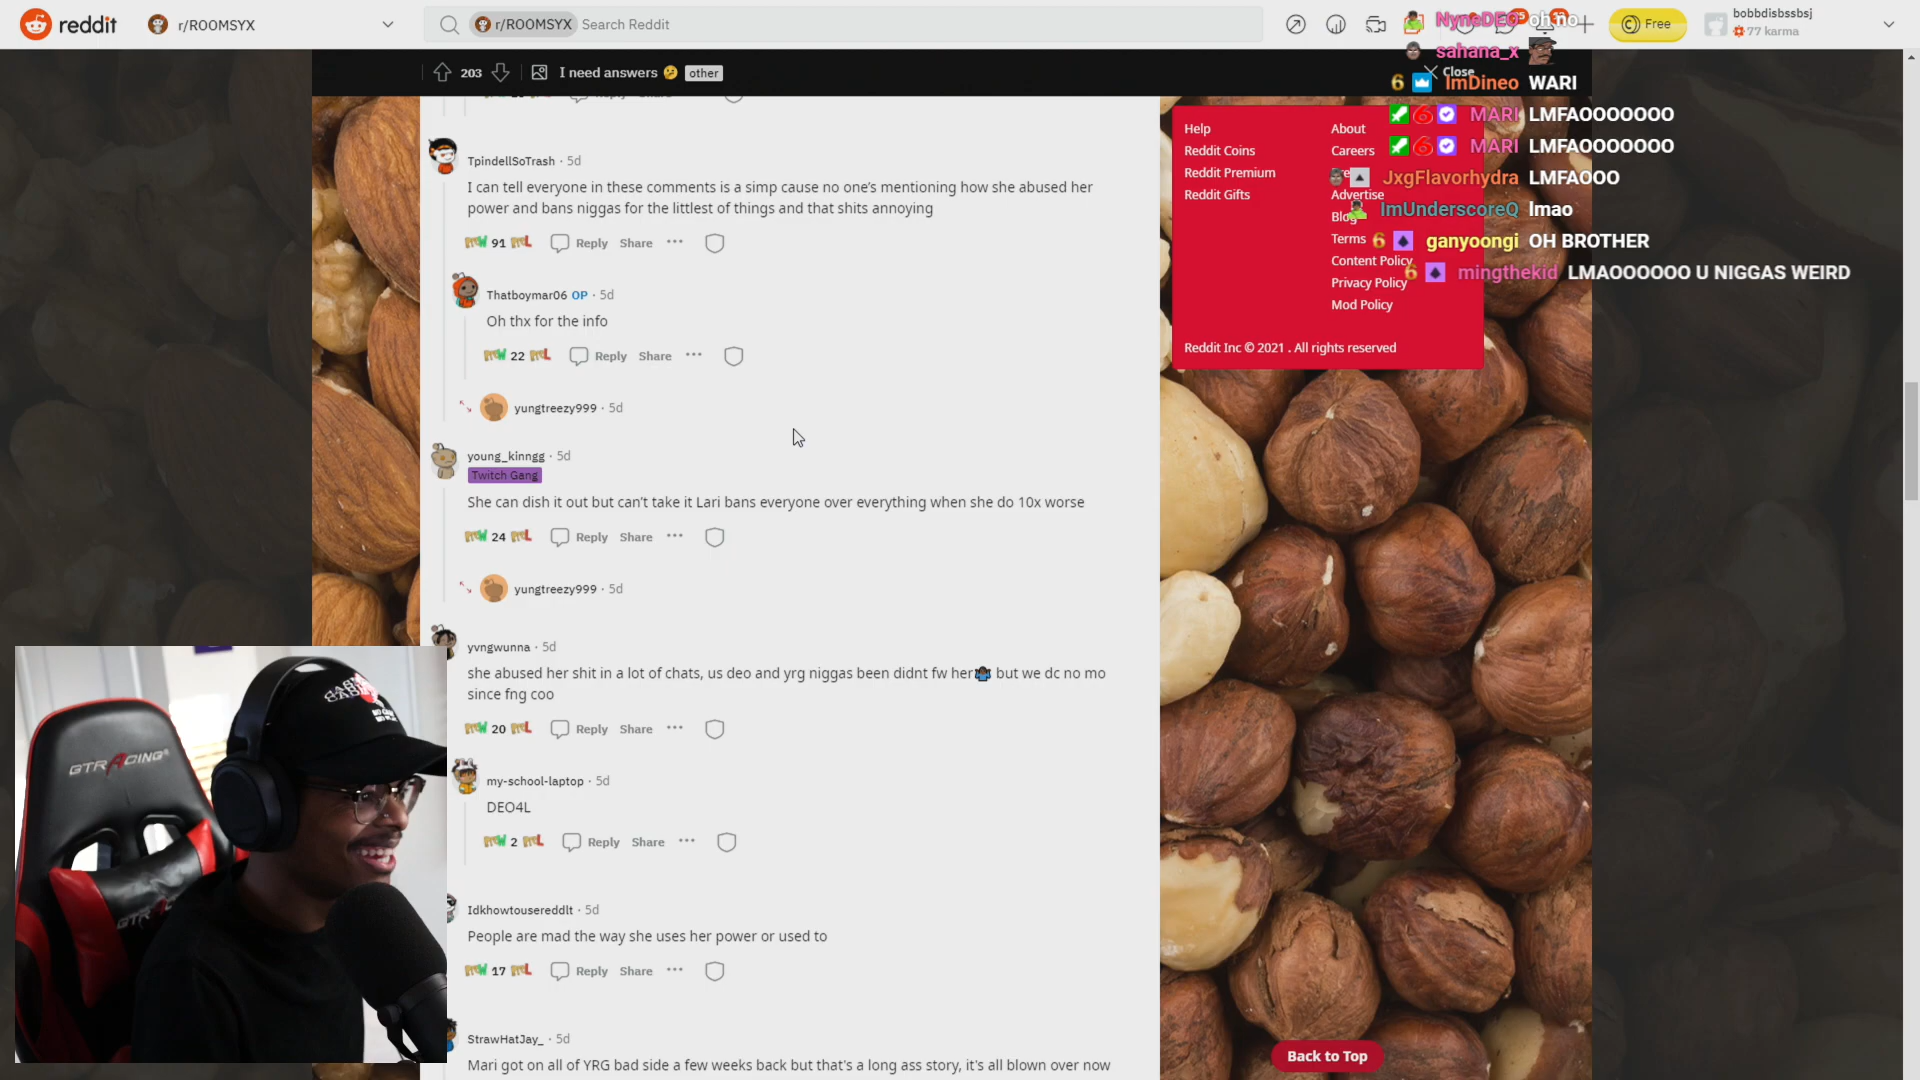 reddit
r/ROOMSYX
r/ROOMSYX Search Reddit
Free
bobbdisbssbsj
77 karma
203 I need answers 🤔 other
Close
NyneDEO oh no
sahana_x
ImDineo WARI
MARI LMFAOOOOOOO
MARI LMFAOOOOOOO
JxgFlavorhydra LMFAOOO
ImUnderscoreQ lmao
ganyoongi OH BROTHER
mingthekid LMAOOOOOO U NIGGAS WEIRD
Help
Reddit Coins
Reddit Premium
Reddit Gifts
About
Careers
Advertise
Blog
Terms
Content Policy
Privacy Policy
Mod Policy
Reddit Inc © 2021 . All rights reserved
TpindellSoTrash · 5d
I can tell everyone in these comments is a simp cause no one's mentioning how she abused her
power and bans niggas for the littlest of things and that shits annoying
91 Reply Share ···
Thatboymar06 OP · 5d
Oh thx for the info
22 Reply Share ···
yungtreezy999 · 5d
young_kinngg · 5d
Twitch Gang
She can dish it out but can't take it Lari bans everyone over everything when she do 10x worse
24 Reply Share ···
yungtreezy999 · 5d
yvngwunna · 5d
she abused her shit in a lot of chats, us deo and yrg niggas been didnt fw her🤷🏿‍♂️ but we dc no mo
since fng coo
20 Reply Share ···
my-school-laptop · 5d
DEO4L
2 Reply Share ···
Idkhowtousereddlt · 5d
People are mad the way she uses her power or used to
17 Reply Share ···
StrawHatJay_ · 5d
Mari got on all of YRG bad side a few weeks back but that's a long ass story, it's all blown over now
GTRACING
Back to Top